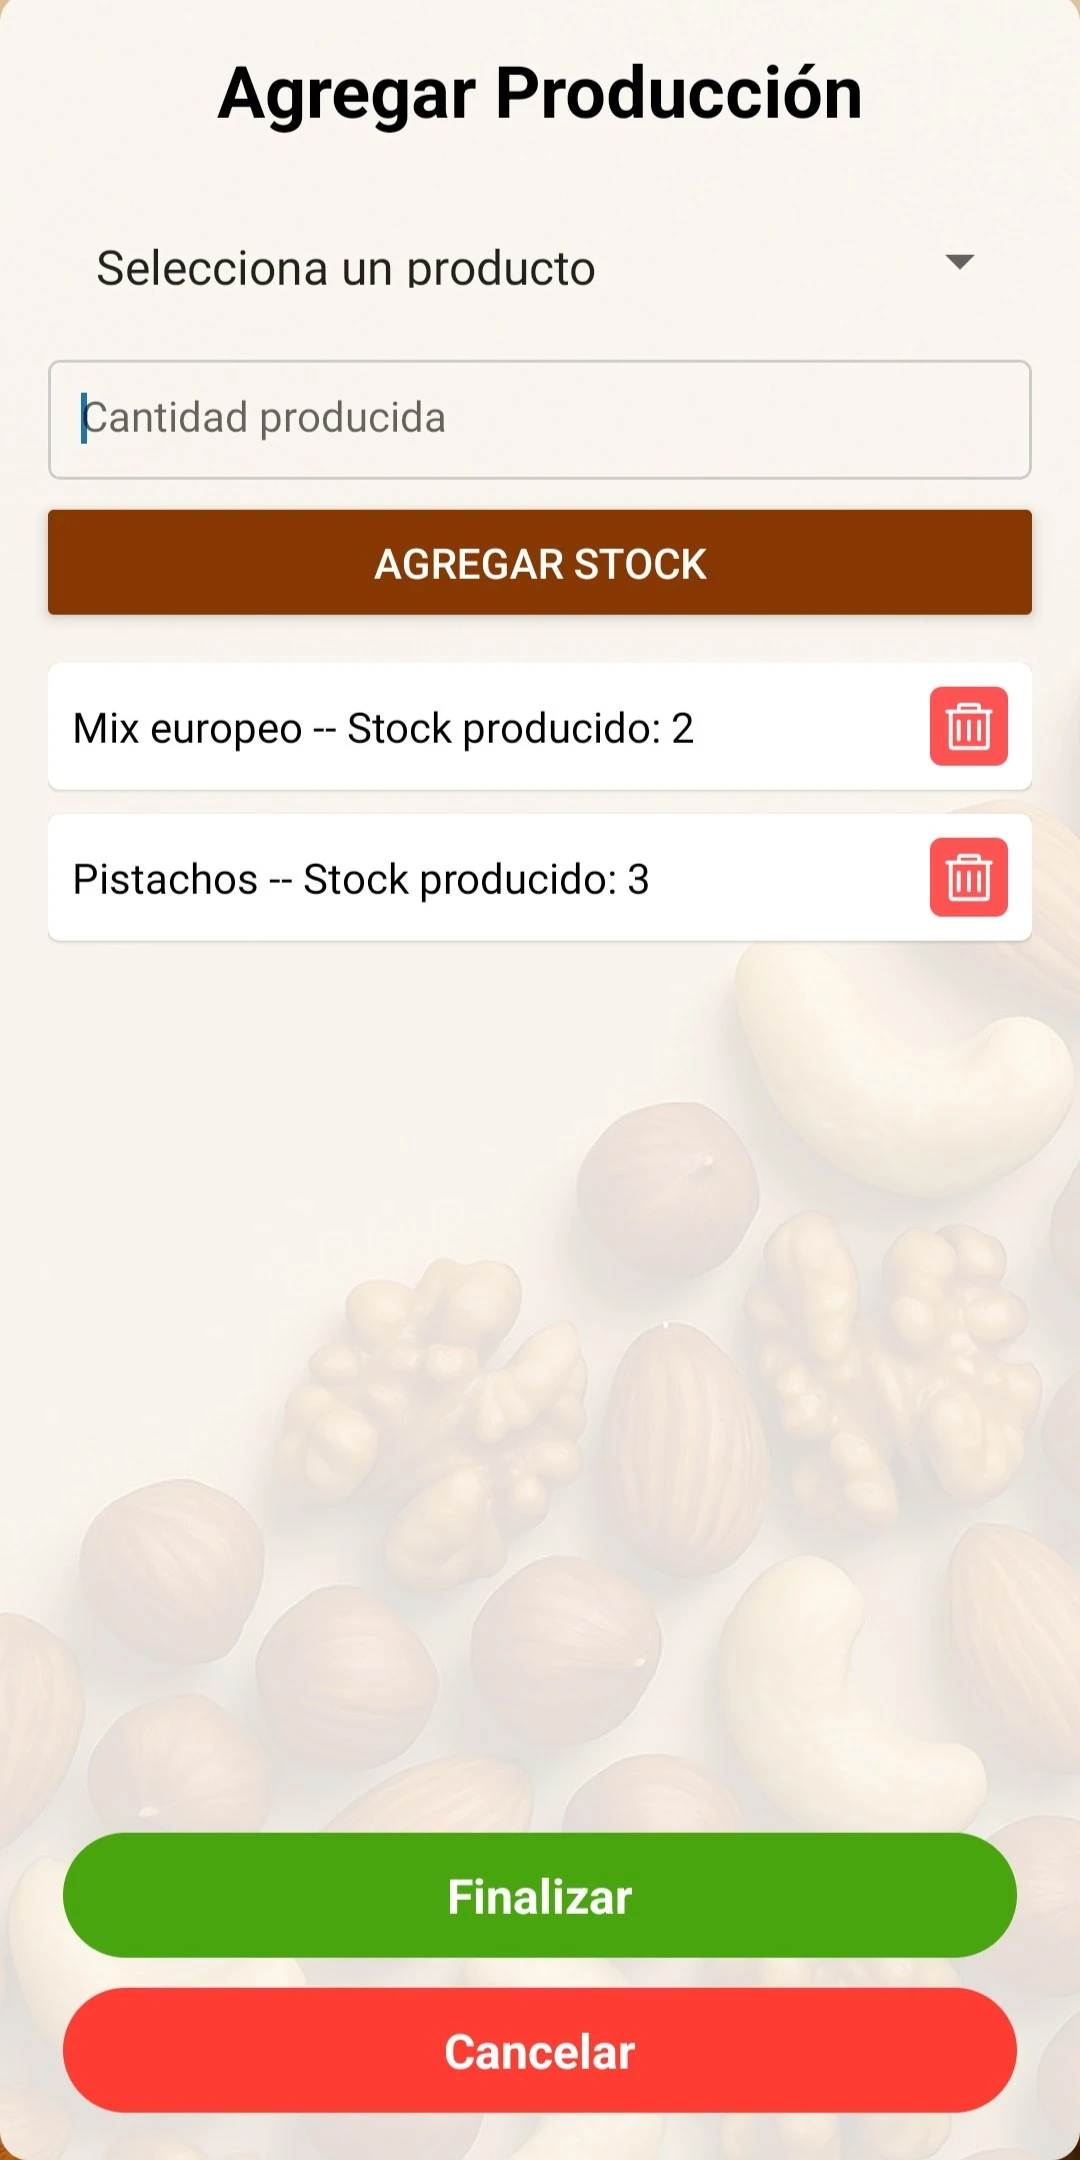 Agregar Producción
Selecciona un producto
Cantidad producida
AGREGAR STOCK
Mix europeo -- Stock producido: 2
Pistachos -- Stock producido: 3
Finalizar
Cancelar